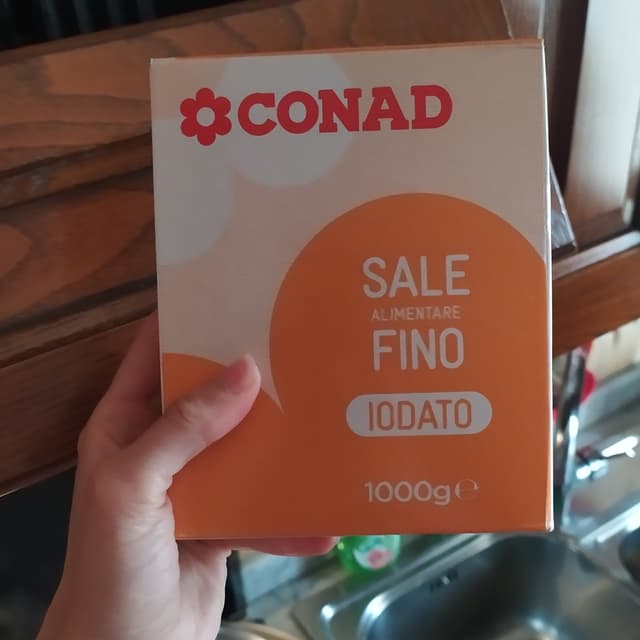 CONAD
SALE
ALIMENTARE
FINO
IODATO
1000g ℮